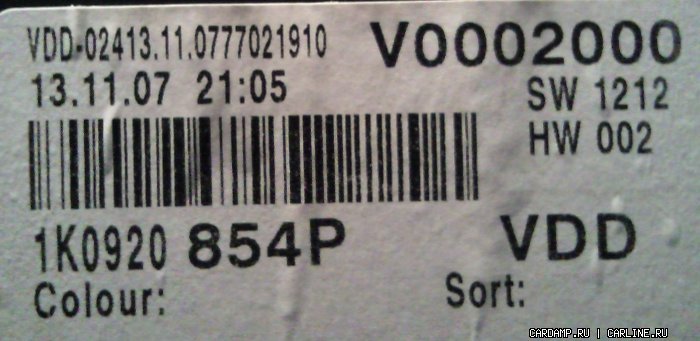 VDD-02413.11.0777021910
V0002000
13.11.07 21:05
SW 1212
HW 002
1K0920 854P
VDD
Colour:
Sort:
CARDAMP.RU | CARLINE.RU